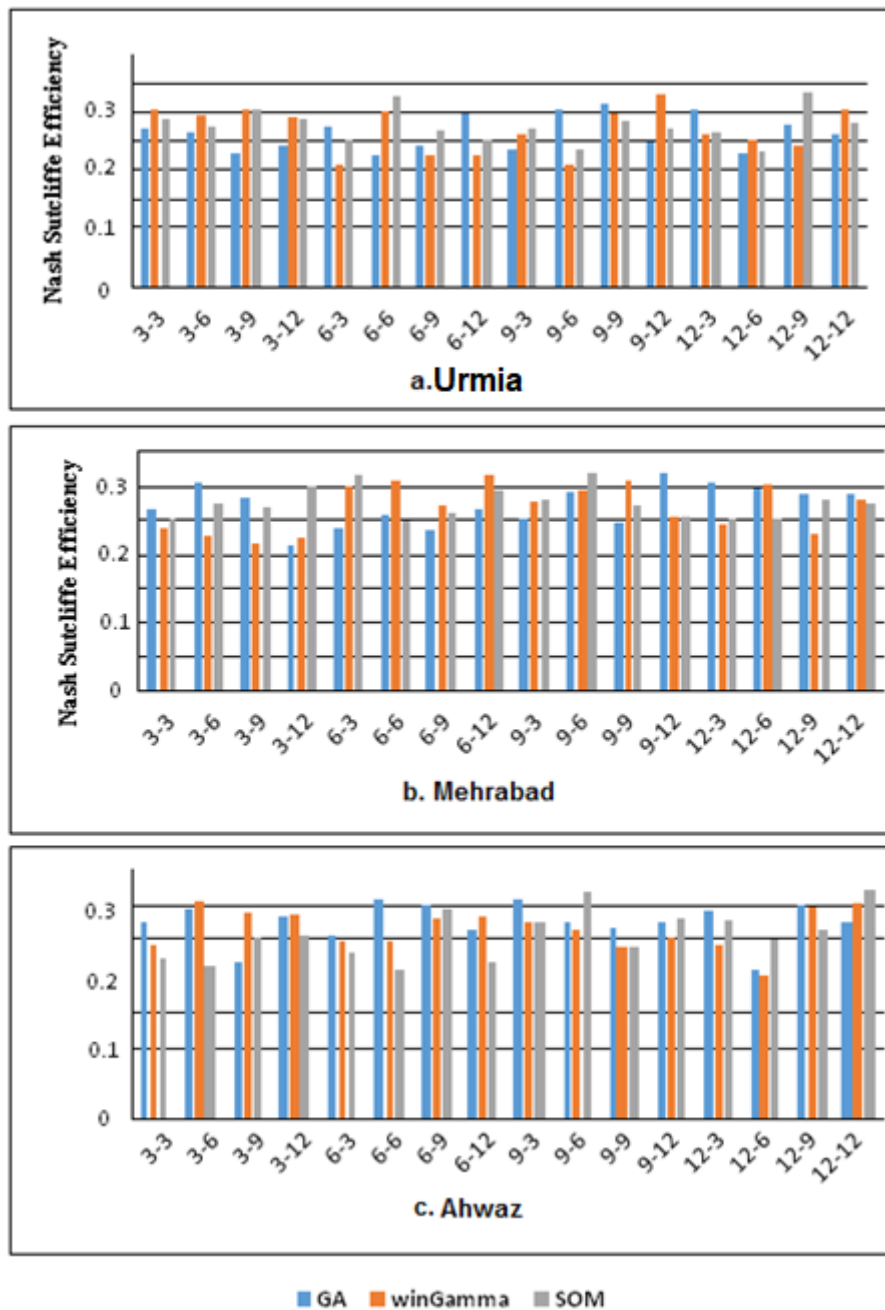 Nash Sutcliffe Efficiency
0.3
0.2
0.1
0
3-3 3-6 3-9 3-12 6-3 6-6 6-9 6-12 9-3 9-6 9-9 9-12 12-3 12-6 12-9 12-12
a.Urmia
Nash Sutcliffe Efficiency
0.3
0.2
0.1
0
3-3 3-6 3-9 3-12 6-3 6-6 6-9 6-12 9-3 9-6 9-9 9-12 12-3 12-6 12-9 12-12
b. Mehrabad
0.3
0.2
0.1
0
3-3 3-6 3-9 3-12 6-3 6-6 6-9 6-12 9-3 9-6 9-9 9-12 12-3 12-6 12-9 12-12
c. Ahwaz
GA winGamma SOM